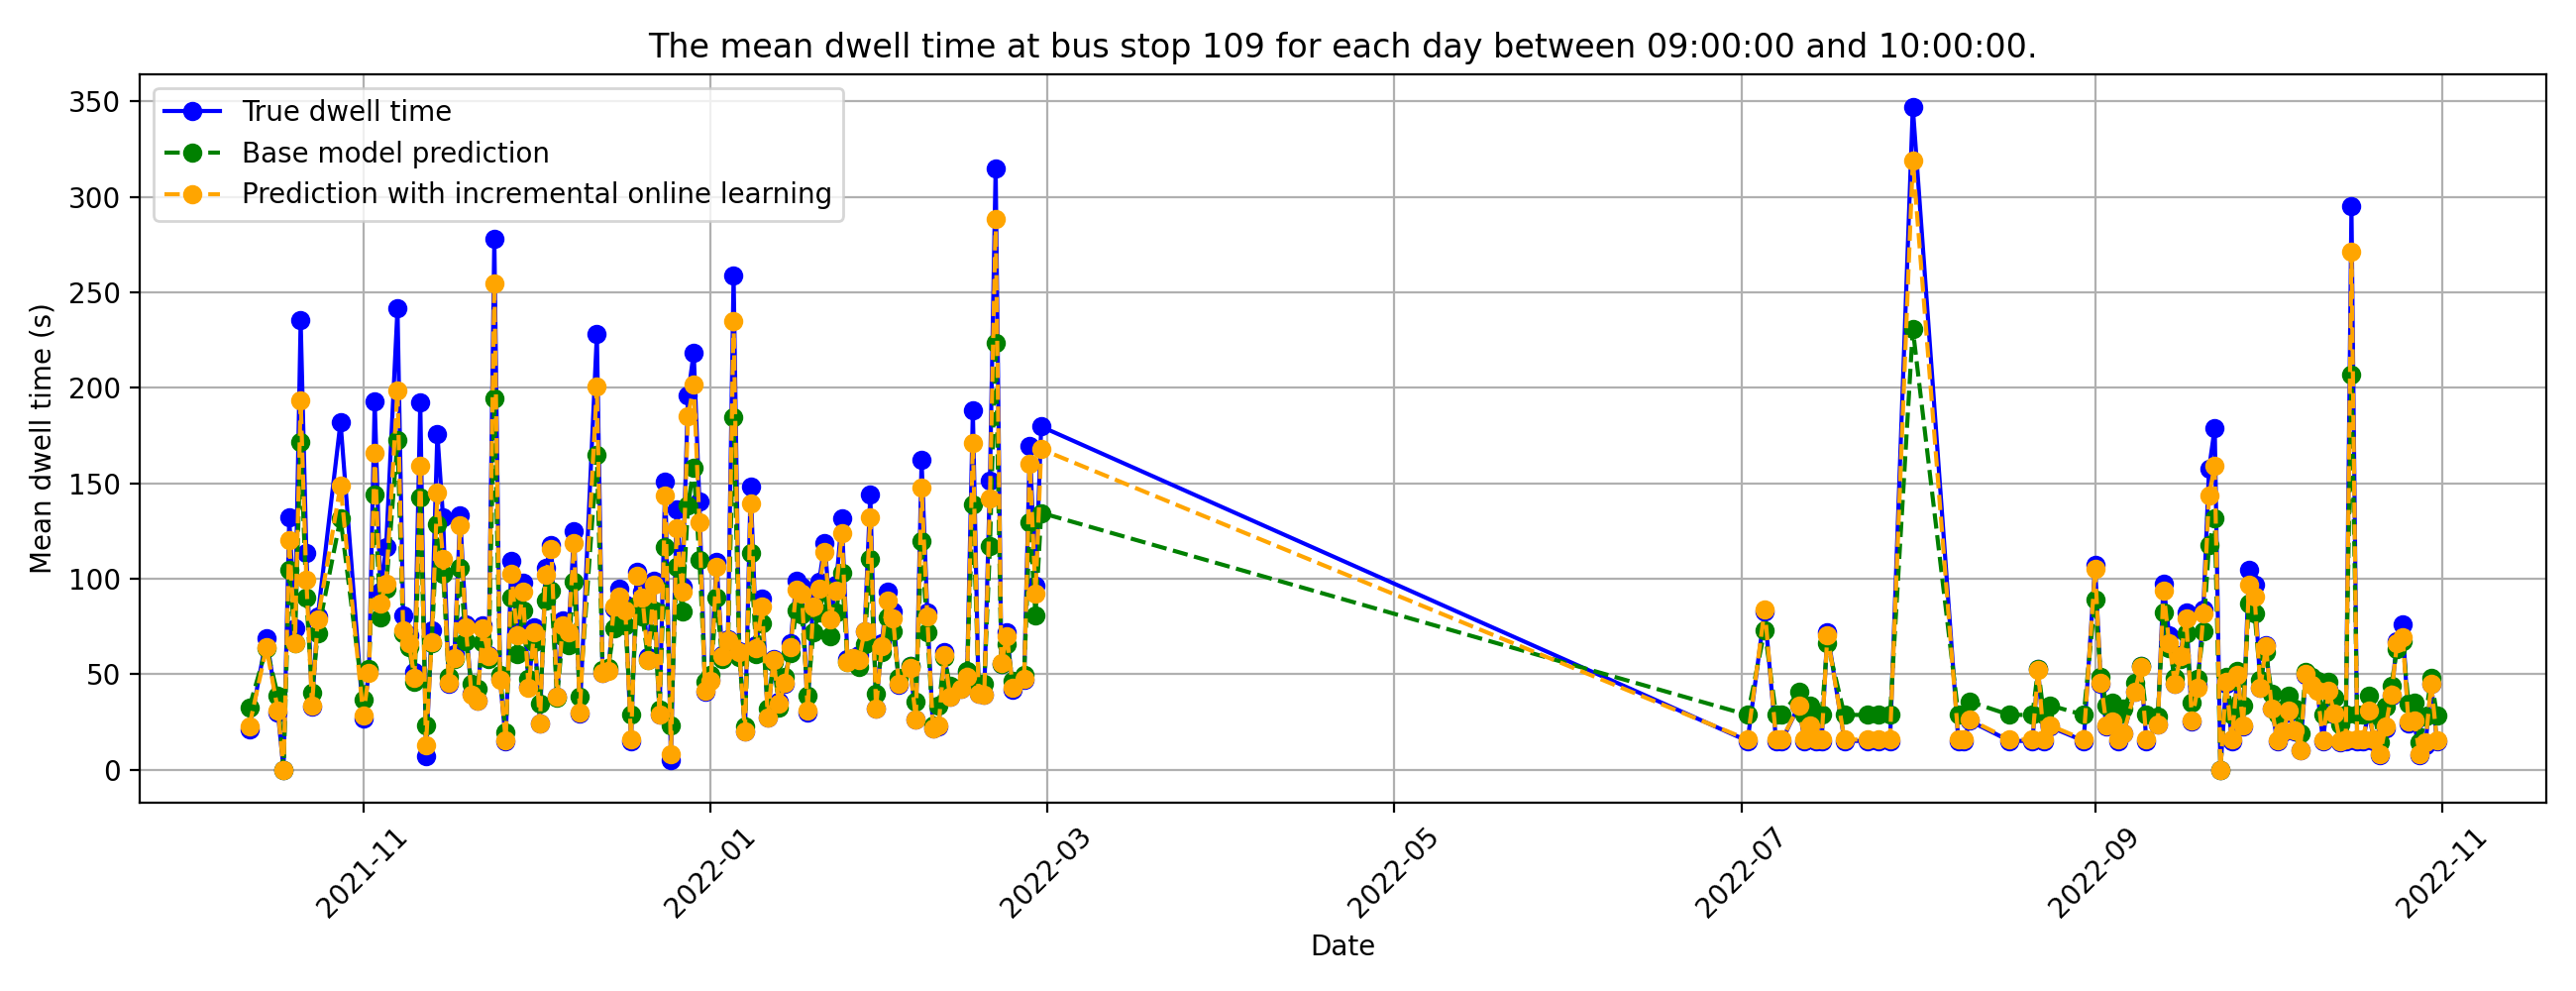 The mean dwell time at bus stop 109 for each day between 09:00:00 and 10:00:00.
True dwell time
Base model prediction
Prediction with incremental online learning
Mean dwell time (s)
350
300
250
200
150
100
50
0
2021-11
2022-01
2022-03
2022-05
2022-07
2022-09
2022-11
Date